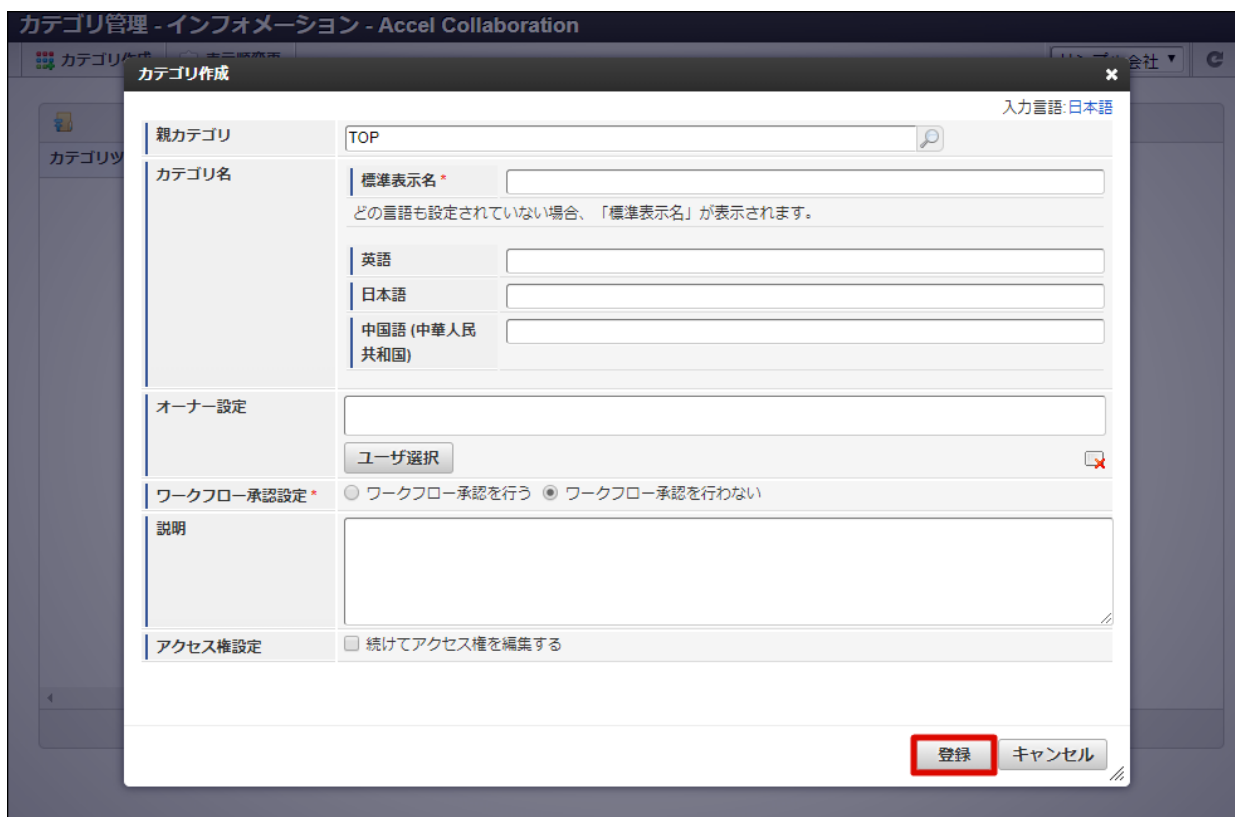 カテゴリ管理 - インフォメーション - Accel Collaboration
カテゴリ作成
カテゴリ作成
入力言語:日本語
カテゴリツ
親カテゴリ
TOP
カテゴリ名
標準表示名 *
どの言語も設定されていない場合、「標準表示名」が表示されます。
英語
日本語
中国語 (中華人民
共和国)
オーナー設定
ユーザ選択
ワークフロー承認設定 *
ワークフロー承認を行う ワークフロー承認を行わない
説明
アクセス権設定
続けてアクセス権を編集する
登録 キャンセル